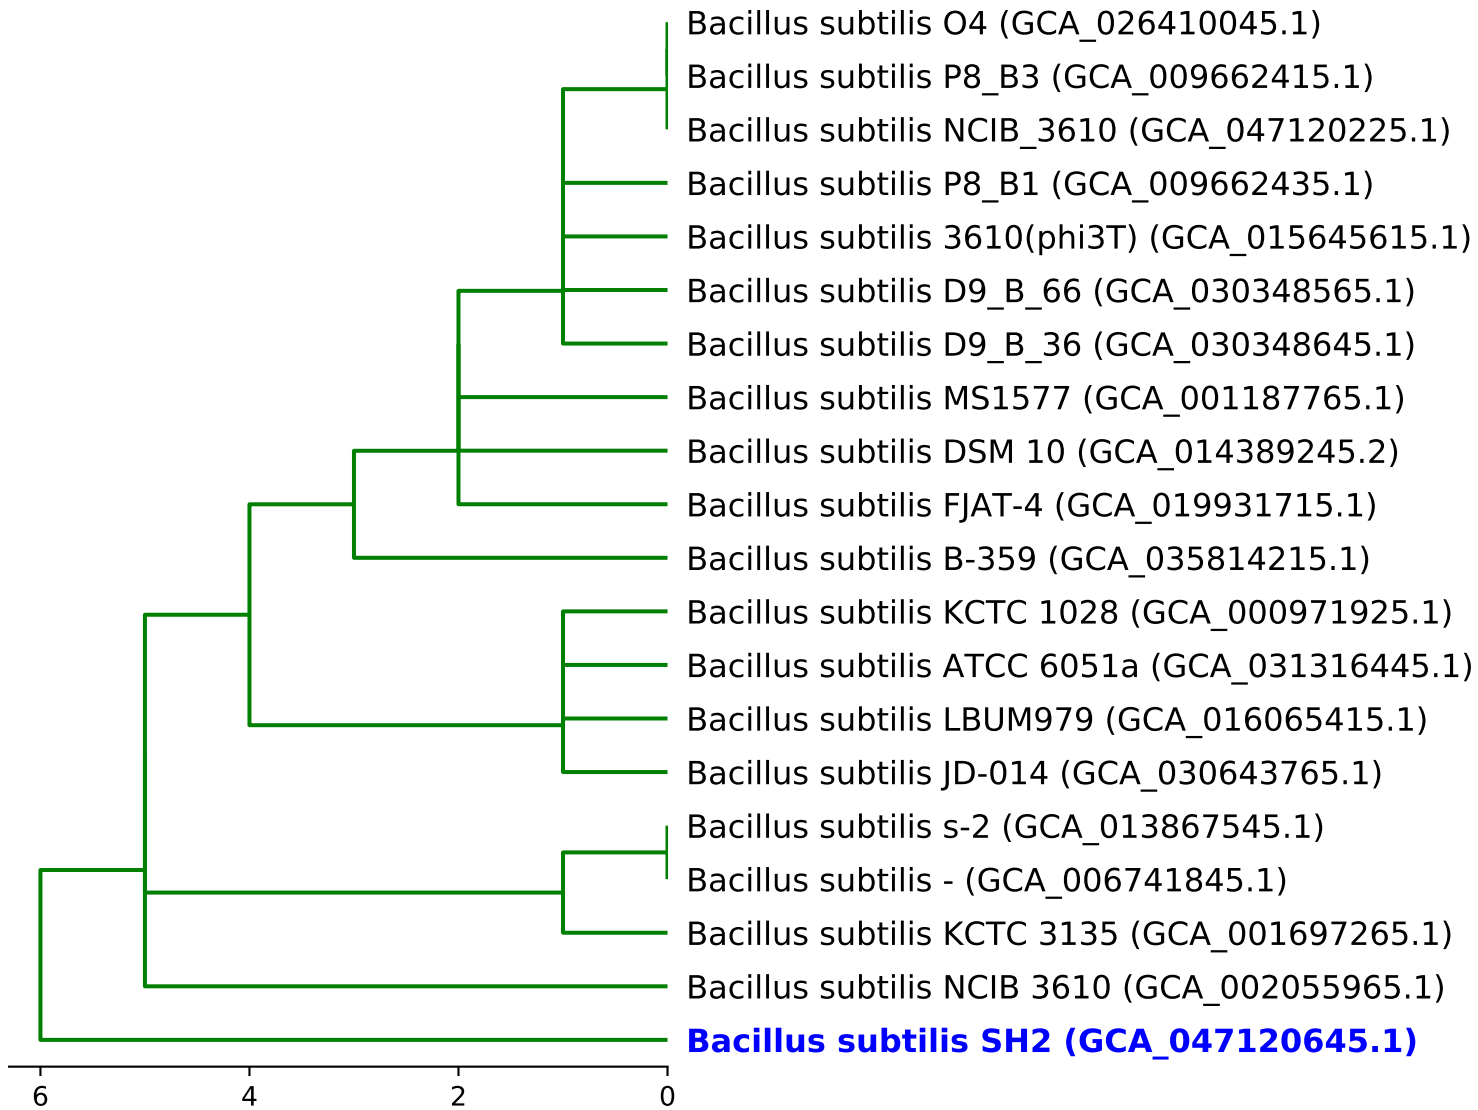 Bacillus subtilis O4 (GCA_026410045.1)
Bacillus subtilis P8_B3 (GCA_009662415.1)
Bacillus subtilis NCIB_3610 (GCA_047120225.1)
Bacillus subtilis P8_B1 (GCA_009662435.1)
Bacillus subtilis 3610(phi3T) (GCA_015645615.1)
Bacillus subtilis D9_B_66 (GCA_030348565.1)
Bacillus subtilis D9_B_36 (GCA_030348645.1)
Bacillus subtilis MS1577 (GCA_001187765.1)
Bacillus subtilis DSM 10 (GCA_014389245.2)
Bacillus subtilis FJAT-4 (GCA_019931715.1)
Bacillus subtilis B-359 (GCA_035814215.1)
Bacillus subtilis KCTC 1028 (GCA_000971925.1)
Bacillus subtilis ATCC 6051a (GCA_031316445.1)
Bacillus subtilis LBUM979 (GCA_016065415.1)
Bacillus subtilis JD-014 (GCA_030643765.1)
Bacillus subtilis s-2 (GCA_013867545.1)
Bacillus subtilis - (GCA_006741845.1)
Bacillus subtilis KCTC 3135 (GCA_001697265.1)
Bacillus subtilis NCIB 3610 (GCA_002055965.1)
Bacillus subtilis SH2 (GCA_047120645.1)
6 4 2 0